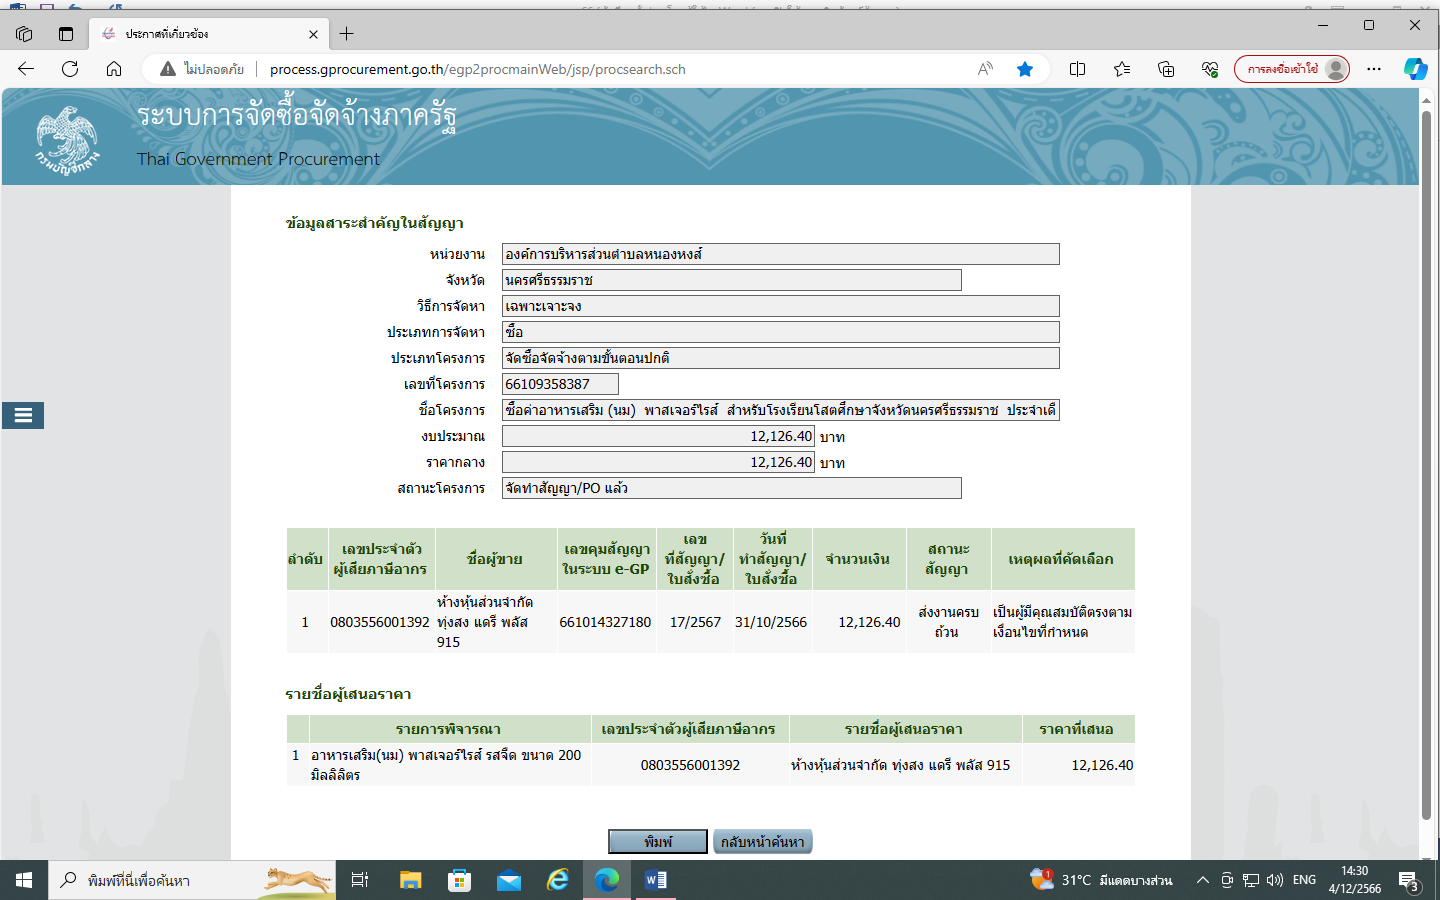 ประกาศที่เกี่ยวข้อง
ไม่ปลอดภัย
process.gprocurement.go.th/egp2procmainWeb/jsp/procsearch.sch
การลงชื่อเข้าใช้
ระบบการจัดซื้อจัดจ้างภาครัฐ
Thai Government Procurement
กรมบัญชีกลาง
ข้อมูลสาระสำคัญในสัญญา
หน่วยงาน องค์การบริหารส่วนตำบลหนองหงส์
จังหวัด นครศรีธรรมราช
วิธีการจัดหา เฉพาะเจาะจง
ประเภทการจัดหา ซื้อ
ประเภทโครงการ จัดซื้อจัดจ้างตามขั้นตอนปกติ
เลขที่โครงการ 66109358387
ชื่อโครงการ ซื้อค่าอาหารเสริม (นม) พาสเจอร์ไรส์ สำหรับโรงเรียนโสตศึกษาจังหวัดนครศรีธรรมราช ประจำเดื
งบประมาณ 12,126.40 บาท
ราคากลาง 12,126.40 บาท
สถานะโครงการ จัดทำสัญญา/PO แล้ว
ลำดับ
เลขประจำตัว
ผู้เสียภาษีอากร
ชื่อผู้ขาย
เลขคุมสัญญา
ในระบบ e-GP
เลข
ที่สัญญา/
ใบสั่งซื้อ
วันที่
ทำสัญญา/
ใบสั่งซื้อ
จำนวนเงิน
สถานะ
สัญญา
เหตุผลที่คัดเลือก
1
0803556001392
ห้างหุ้นส่วนจำกัด
ทุ่งสง แดรี่ พลัส
915
661014327180
17/2567
31/10/2566
12,126.40
ส่งงานครบ
ถ้วน
เป็นผู้มีคุณสมบัติตรงตาม
เงื่อนไขที่กำหนด
รายชื่อผู้เสนอราคา
รายการพิจารณา
เลขประจำตัวผู้เสียภาษีอากร
รายชื่อผู้เสนอราคา
ราคาที่เสนอ
1
อาหารเสริม(นม) พาสเจอร์ไรส์ รสจืด ขนาด 200
มิลลิลิตร
0803556001392
ห้างหุ้นส่วนจำกัด ทุ่งสง แดรี่ พลัส 915
12,126.40
พิมพ์
กลับหน้าค้นหา
พิมพ์ที่นี่เพื่อค้นหา
1
31°C มีแดดบางส่วน
ENG
14:30
4/12/2566
3